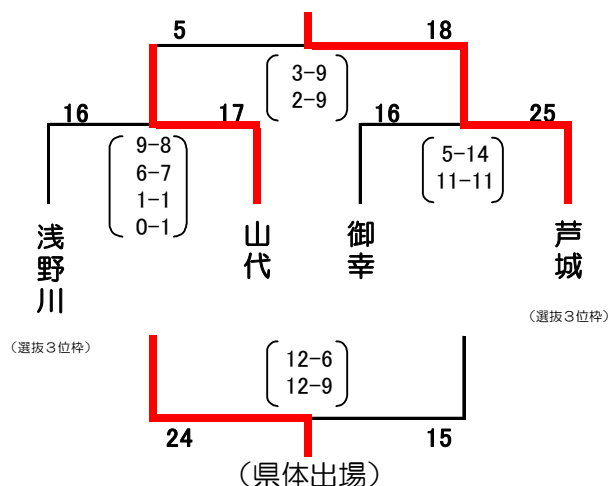 5 18
3-9
2-9
16 17 16 25
9-8
6-7
1-1
0-1
5-14
11-11
浅野川
山代
御幸
芦城
(選抜3位枠)
(選抜3位枠)
12-6
12-9
24 15
(県体出場)